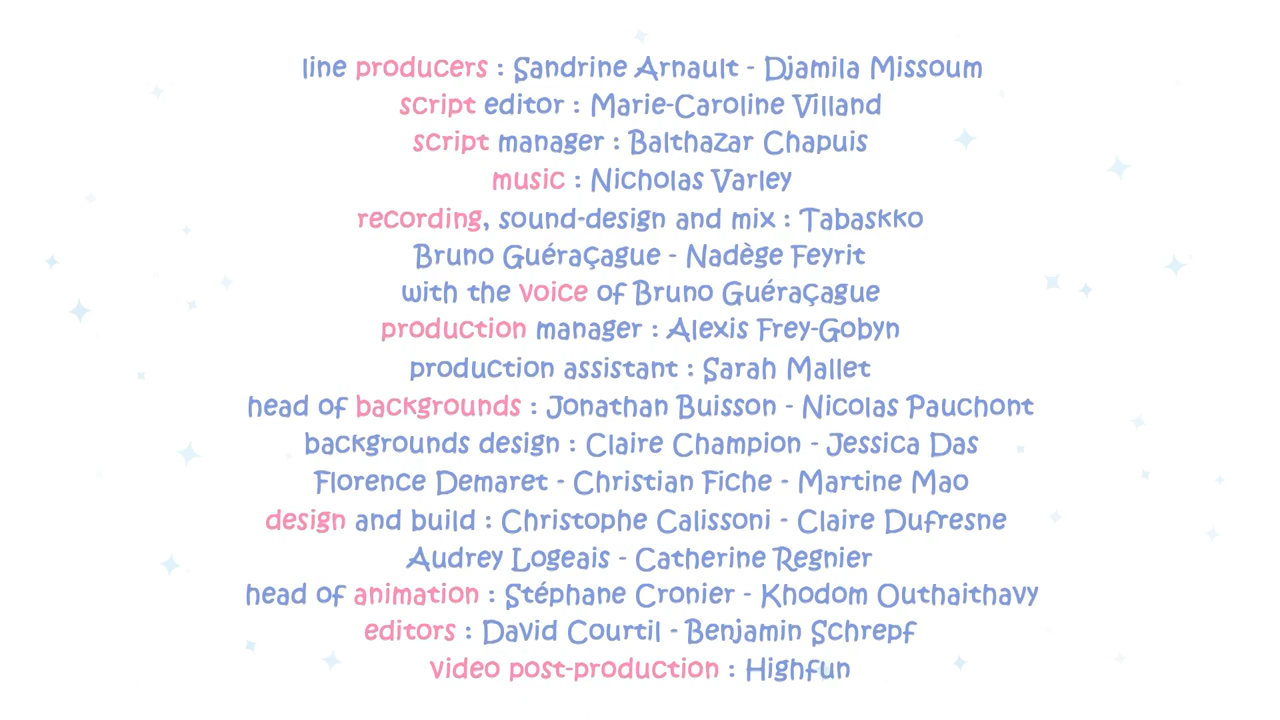 line producers : Sandrine Arnault - Djamila Missoum
script editor : Marie-Caroline Villand
script manager : Balthazar Chapuis
music : Nicholas Varley
recording, sound-design and mix : Tabaskko
Bruno Guéraçague - Nadège Feyrit
with the voice of Bruno Guéraçague
production manager : Alexis Frey-Gobyn
production assistant : Sarah Mallet
head of backgrounds : Jonathan Buisson - Nicolas Pauchont
backgrounds design : Claire Champion - Jessica Das
Florence Demaret - Christian Fiche - Martine Mao
design and build : Christophe Calissoni - Claire Dufresne
Audrey Logeais - Catherine Regnier
head of animation : Stéphane Cronier - Khodom Outhaithavy
editors : David Courtil - Benjamin Schrepf
video post-production : Highfun